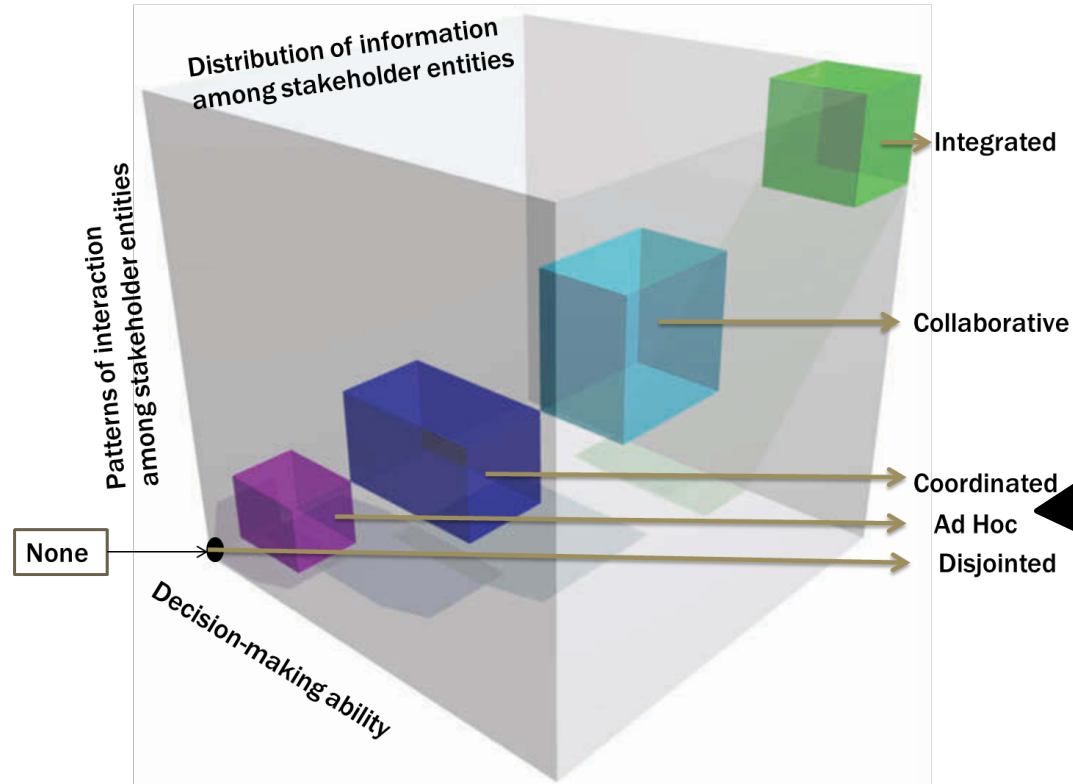 Distribution of information
among stakeholder entities
Integrated
Patterns of interaction
among stakeholder entities
Collaborative
Coordinated
Ad Hoc
None
Disjointed
Decision-making ability